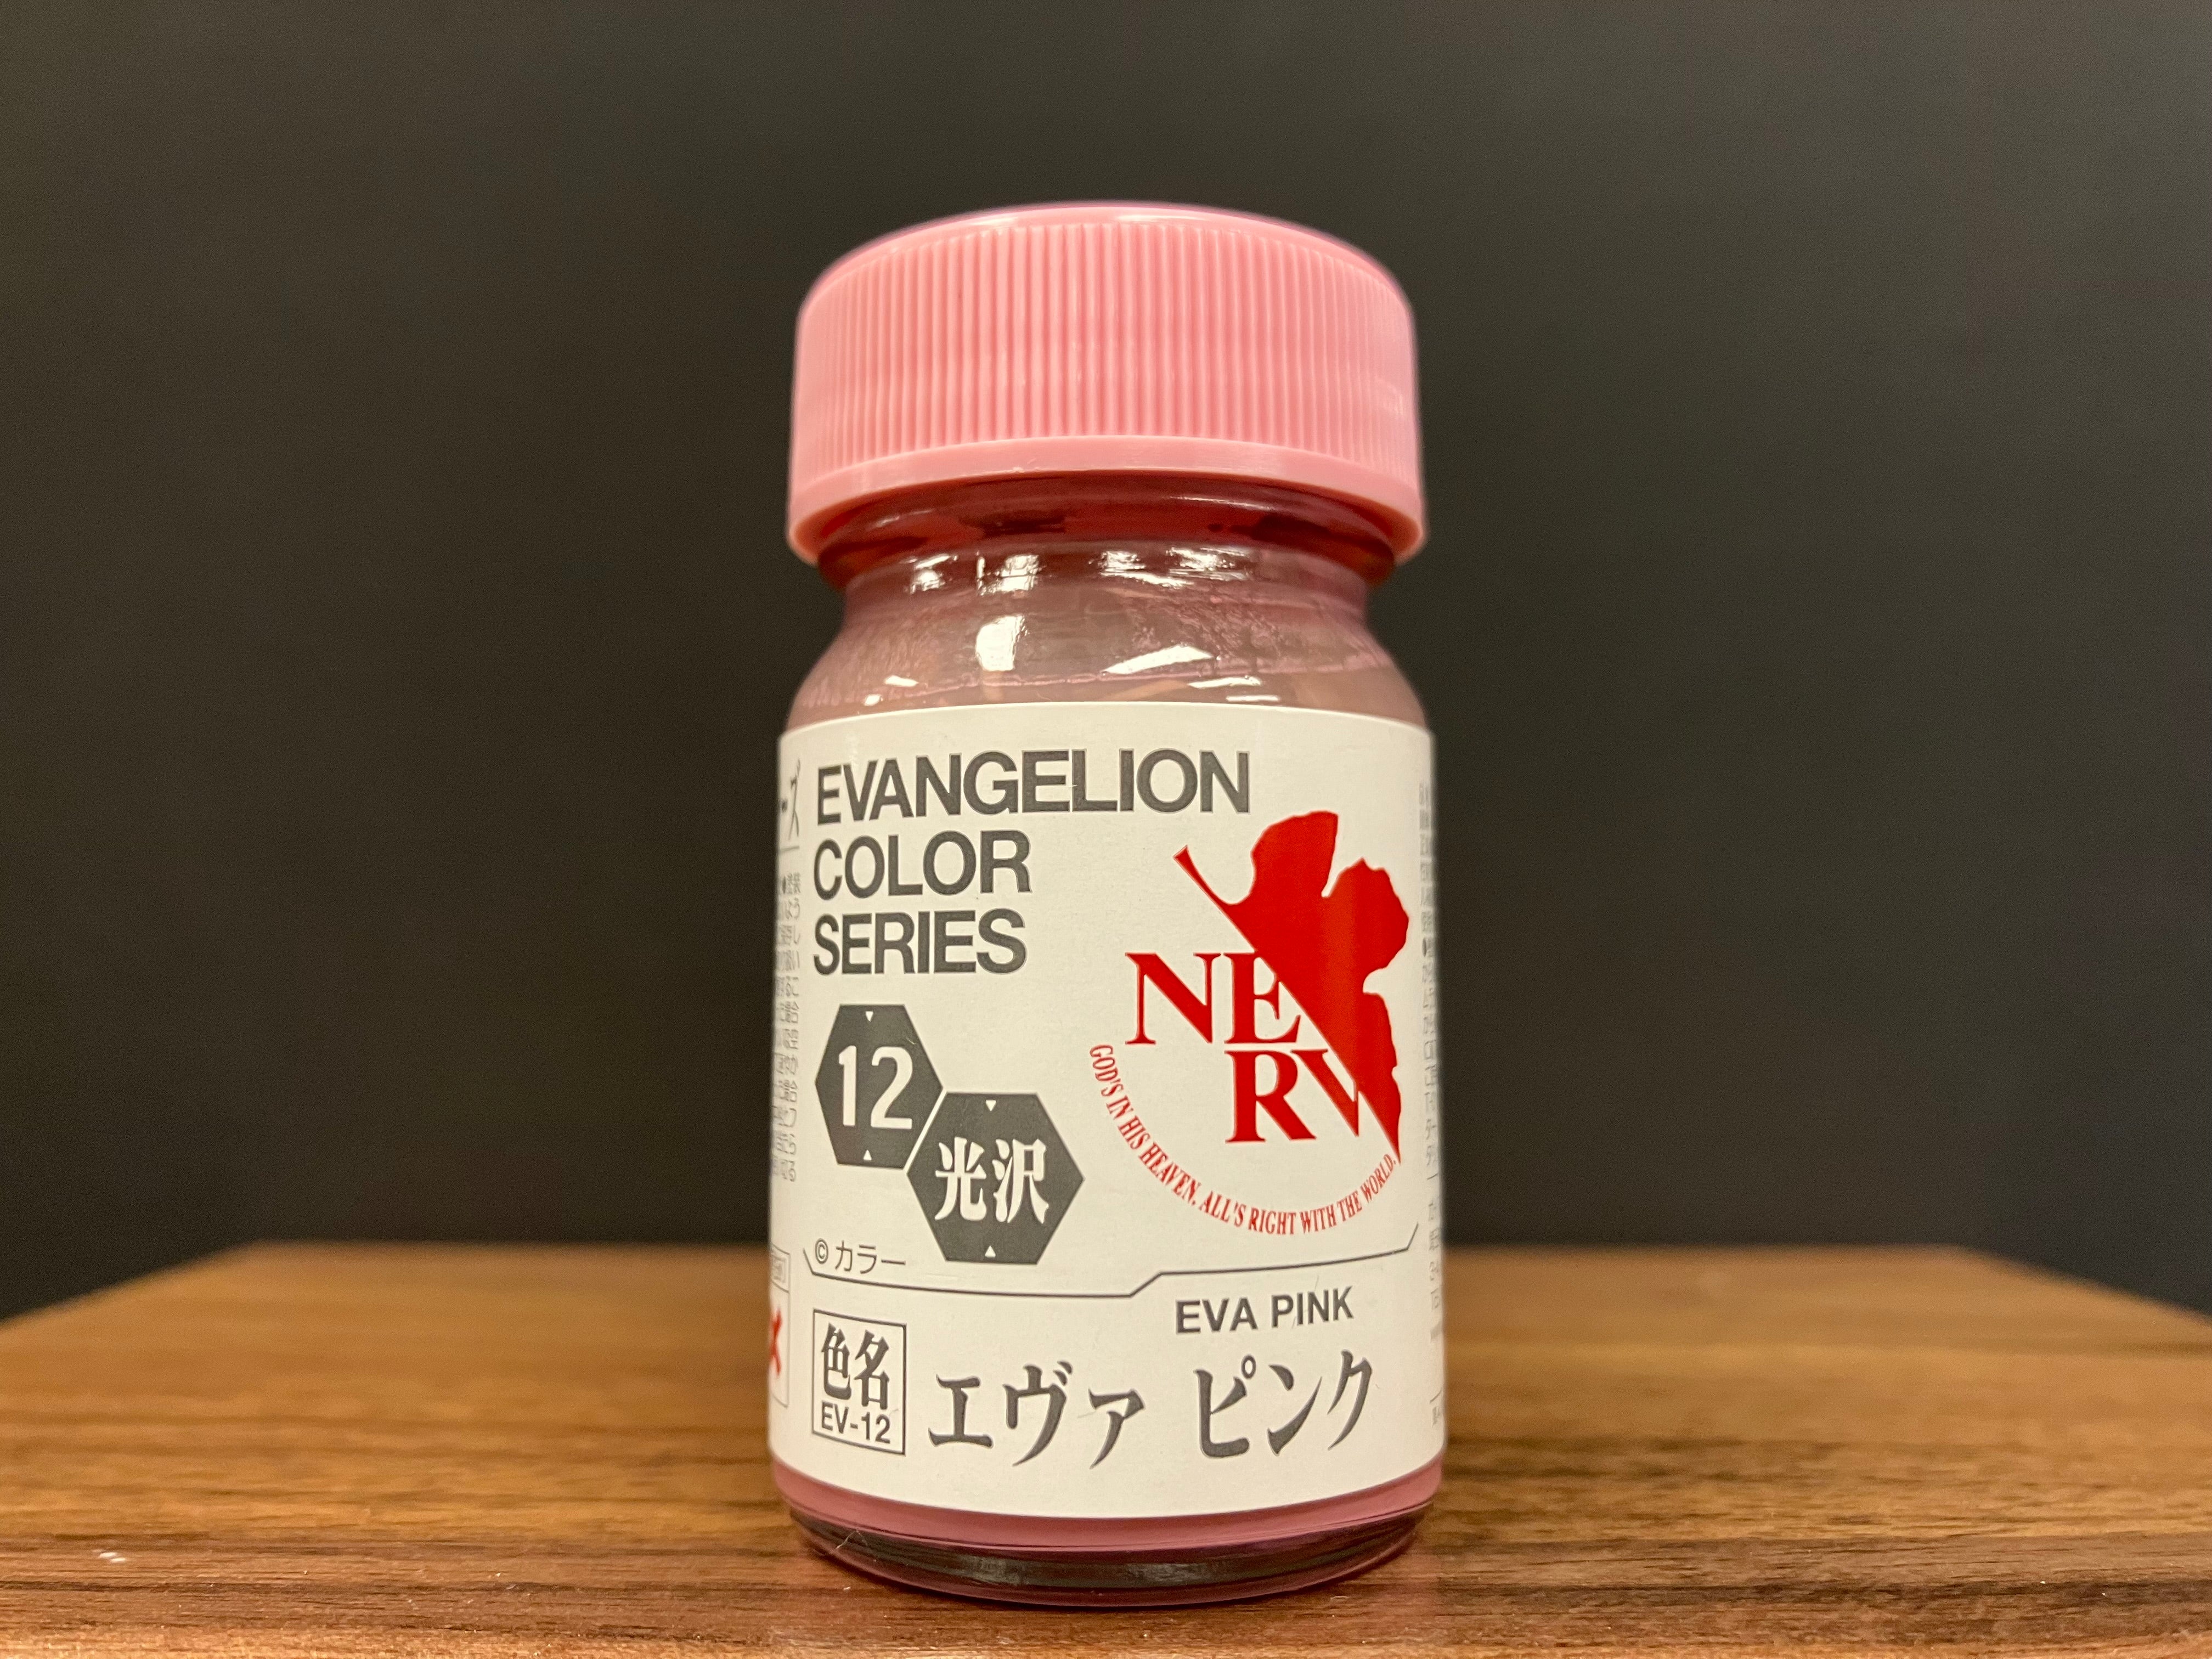 EVANGELION
COLOR
SERIES
NERV
GOD'S IN HIS HEAVEN. ALL'S RIGHT WITH THE WORLD.
12
光沢
© カラー
EVA PINK
色名
EV-12
エヴァ ピンク